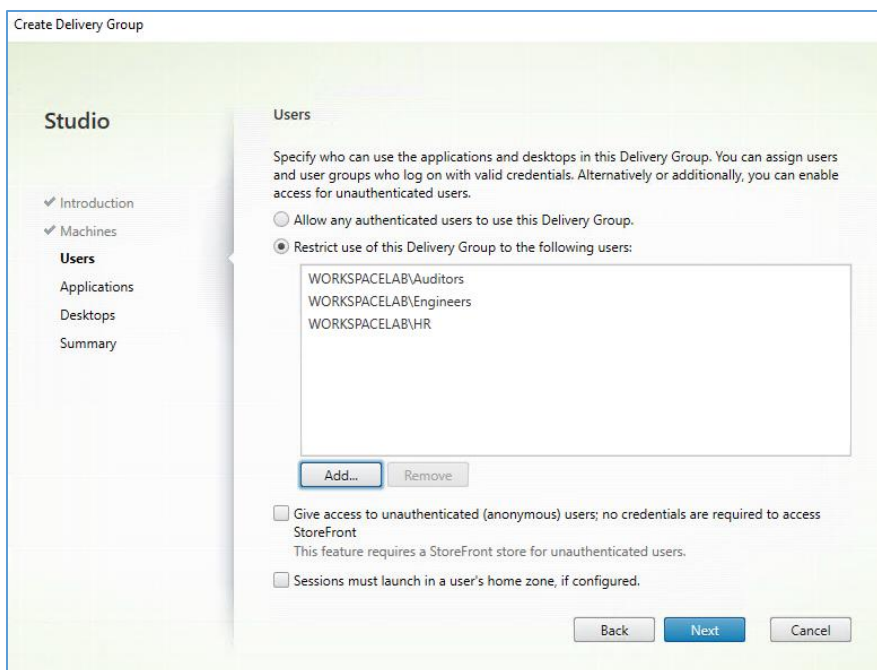 Create Delivery Group
Studio
Introduction
Machines
Users
Applications
Desktops
Summary
Users
Specify who can use the applications and desktops in this Delivery Group. You can assign users
and user groups who log on with valid credentials. Alternatively or additionally, you can enable
access for unauthenticated users.
Allow any authenticated users to use this Delivery Group.
Restrict use of this Delivery Group to the following users:
WORKSPACELAB\Auditors
WORKSPACELAB\Engineers
WORKSPACELAB\HR
Add...
Remove
Give access to unauthenticated (anonymous) users; no credentials are required to access
StoreFront
This feature requires a StoreFront store for unauthenticated users.
Sessions must launch in a user's home zone, if configured.
Back
Next
Cancel